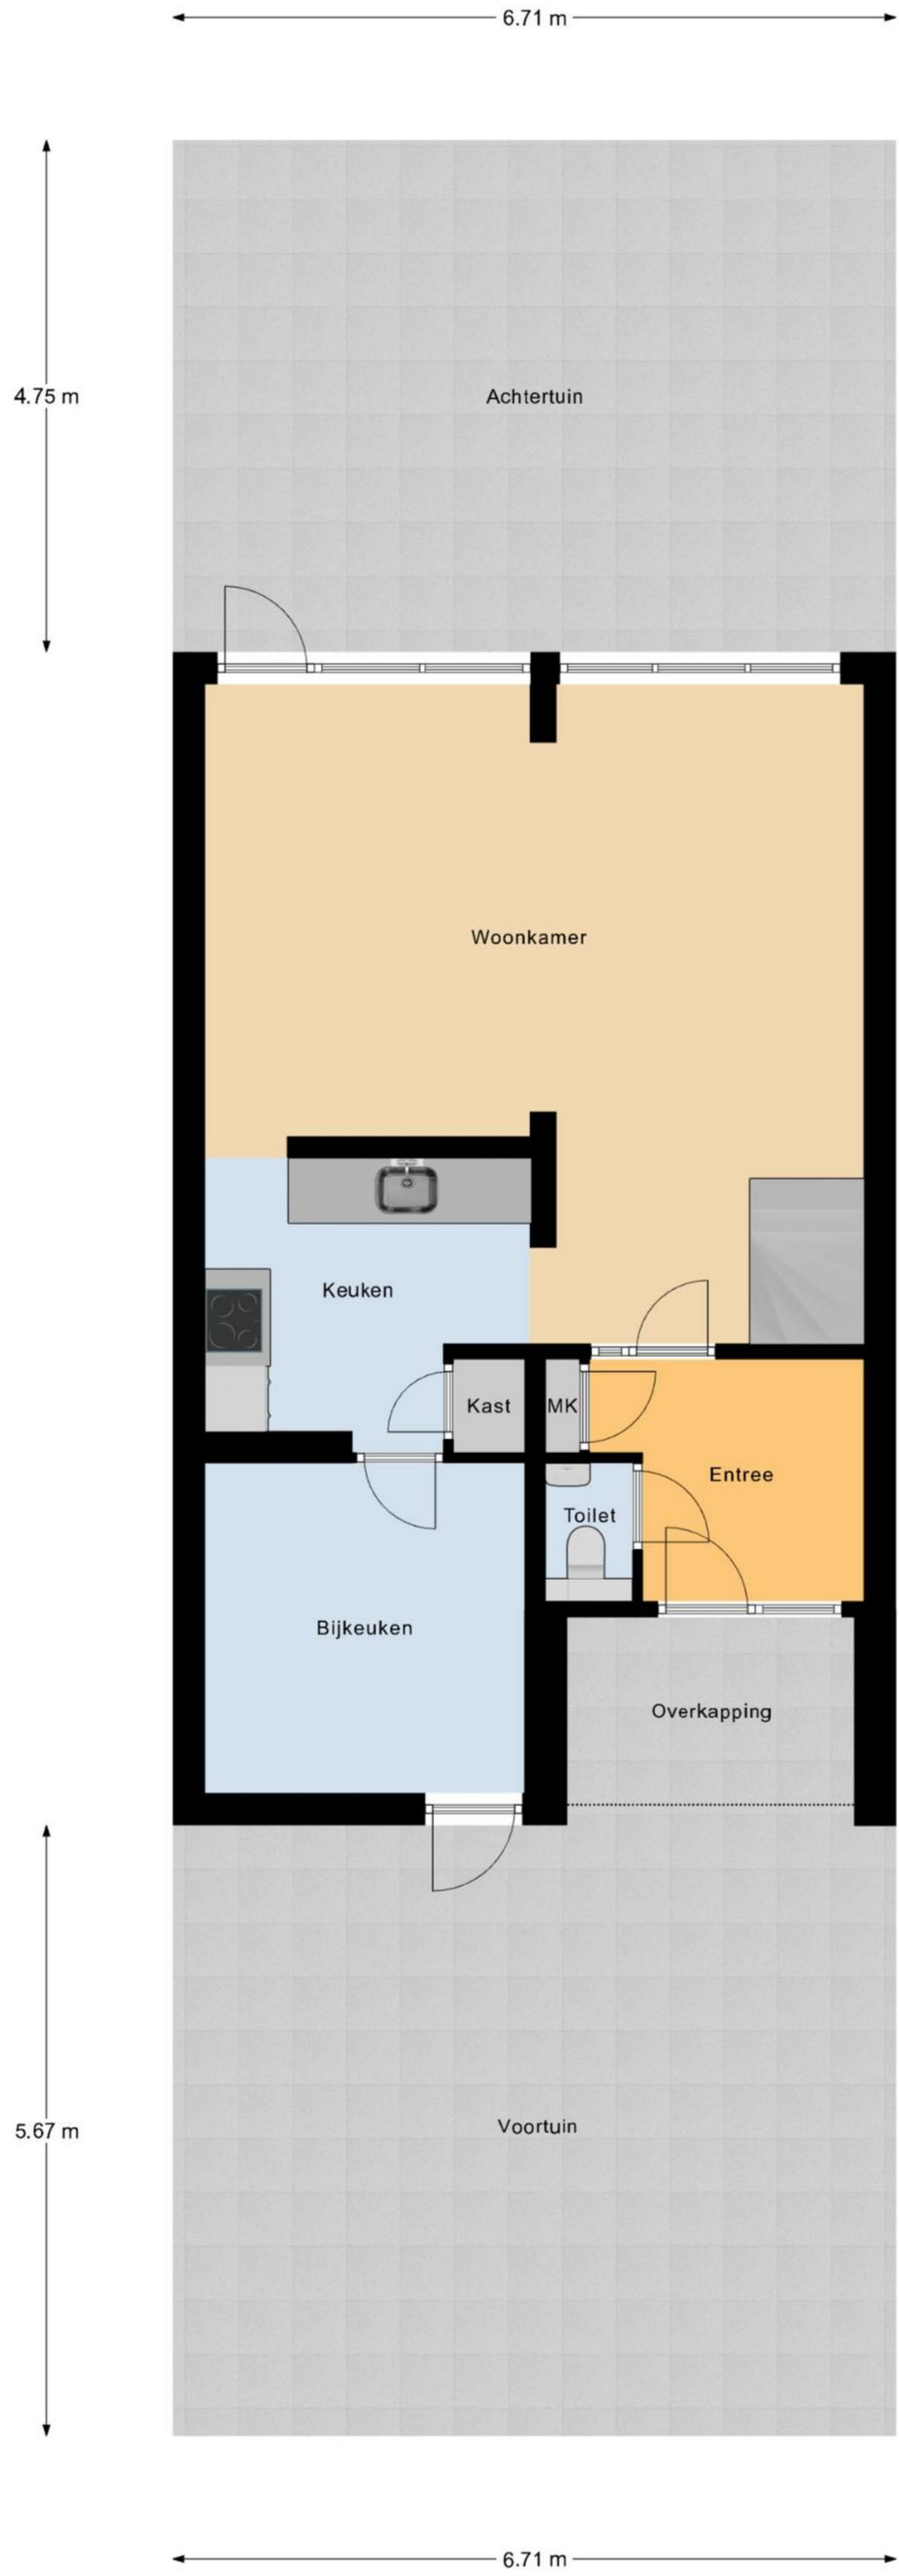 6.71 m
4.75 m
Achtertuin
Woonkamer
Keuken
Kast
MK
Entree
Toilet
Bijkeuken
Overkapping
5.67 m
Voortuin
6.71 m